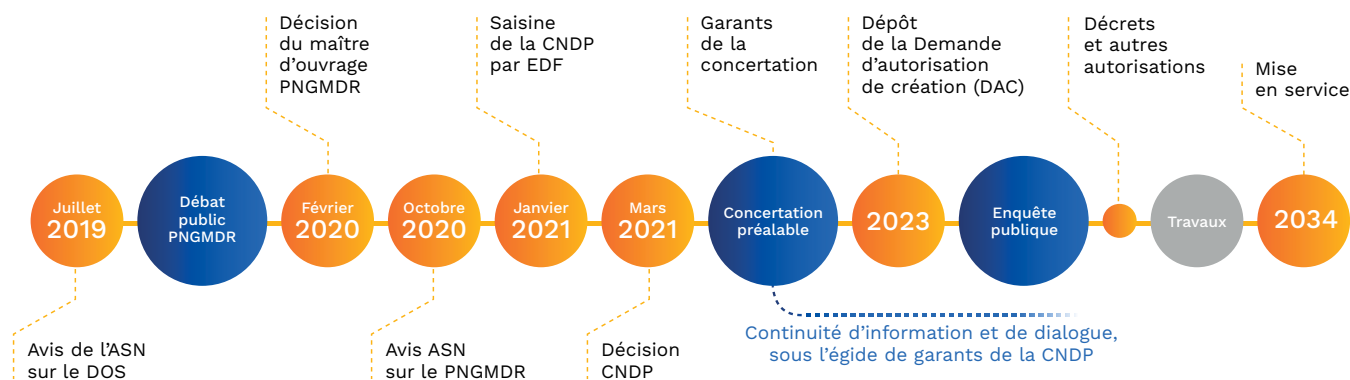 Décision
du maître
d'ouvrage
PNGMDR
Saisine
de la CNDP
par EDF
Garants
de la
concertation
Dépôt
de la Demande
d'autorisation
de création (DAC)
Décrets
et autres
autorisations
Mise
en service
Juillet
2019
Débat
public
PNGMDR
Février
2020
Octobre
2020
Janvier
2021
Mars
2021
Concertation
préalable
2023
Enquête
publique
Travaux
2034
Avis de l'ASN
sur le DOS
Avis ASN
sur le PNGMDR
Décision
CNDP
Continuité d'information et de dialogue,
sous l'égide de garants de la CNDP